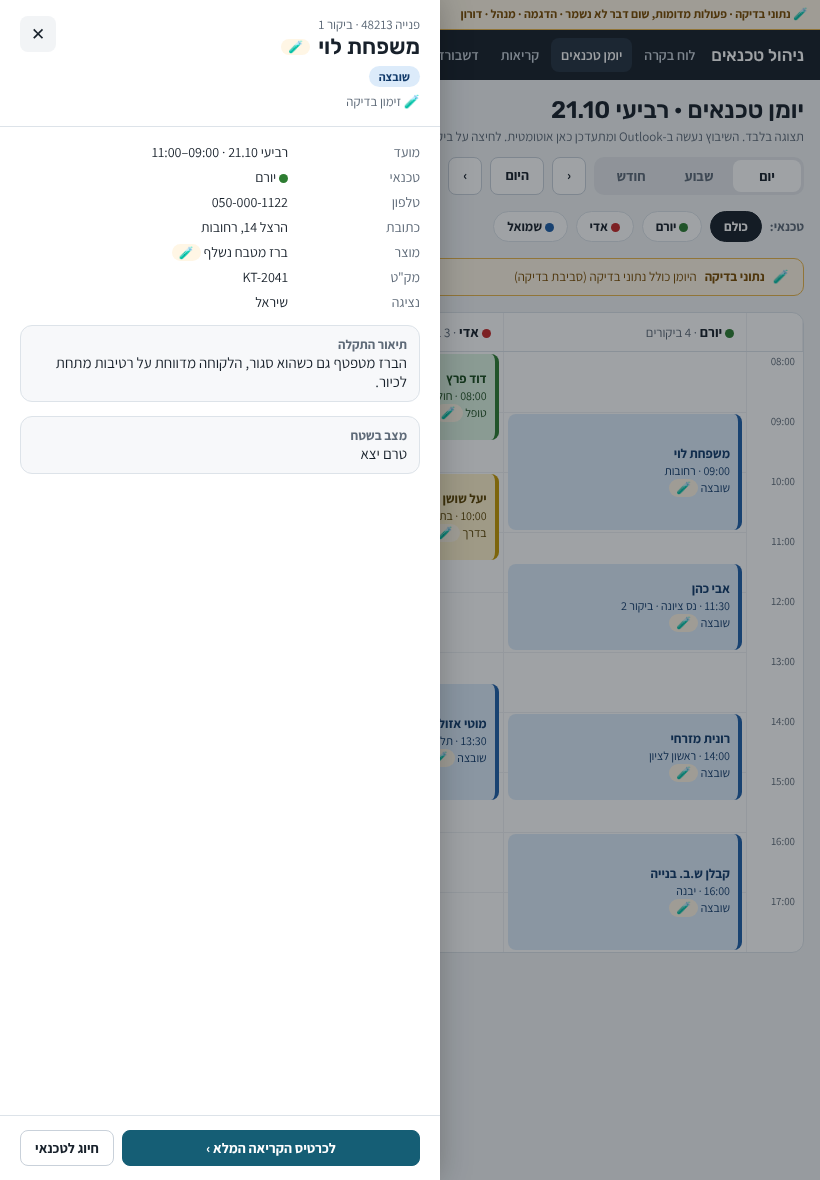 נתוני בדיקה · פעולות מדומות, שום דבר לא נשמר · הדגמה · מנהל · דורון
ניהול טכנאים
לוח בקרה
יומן טכנאים
קריאות
יומן טכנאים • רביעי 21.10
תצוגה בלבד. השיבוץ נעשה ב-Outlook ומתעדכן כאן אוטומטית. לחיצה על
יום
שבוע
חודש
היום
טכנאי:
כולם
יורם
אדי
שמואל
נתוני בדיקה היומן כולל נתוני בדיקה (סביבת בדיקה)
יורם · 4 ביקורים
אדי · 3
08:00
09:00
10:00
11:00
12:00
13:00
14:00
15:00
16:00
17:00
משפחת לוי
09:00 · רחובות
שובצה
אבי כהן
11:30 · נס ציונה · ביקור 2
שובצה
רונית מזרחי
14:00 · ראשון לציון
שובצה
קבלן ש.ב. בנייה
16:00 · יבנה
שובצה
דוד פרץ
08:00 ·
טופל
יעל שושן
10:00 ·
בדרך
מוטי
13:30 ·
שובצה
פנייה 48213 · ביקור 1
משפחת לוי
שובצה
זימון בדיקה
מועד רביעי 21.10 · 09:00–11:00
טכנאי יורם
טלפון 050-000-1122
כתובת הרצל 14, רחובות
מוצר ברז מטבח נשלף
מק"ט KT-2041
נציגה שיראל
תיאור התקלה
הברז מטפטף גם כשהוא סגור, הלקוחה מדווחת על רטיבות מתחת
לכיור.
מצב בשטח
טרם יצא
לכרטיס הקריאה המלא ›
חיוג לטכנאי